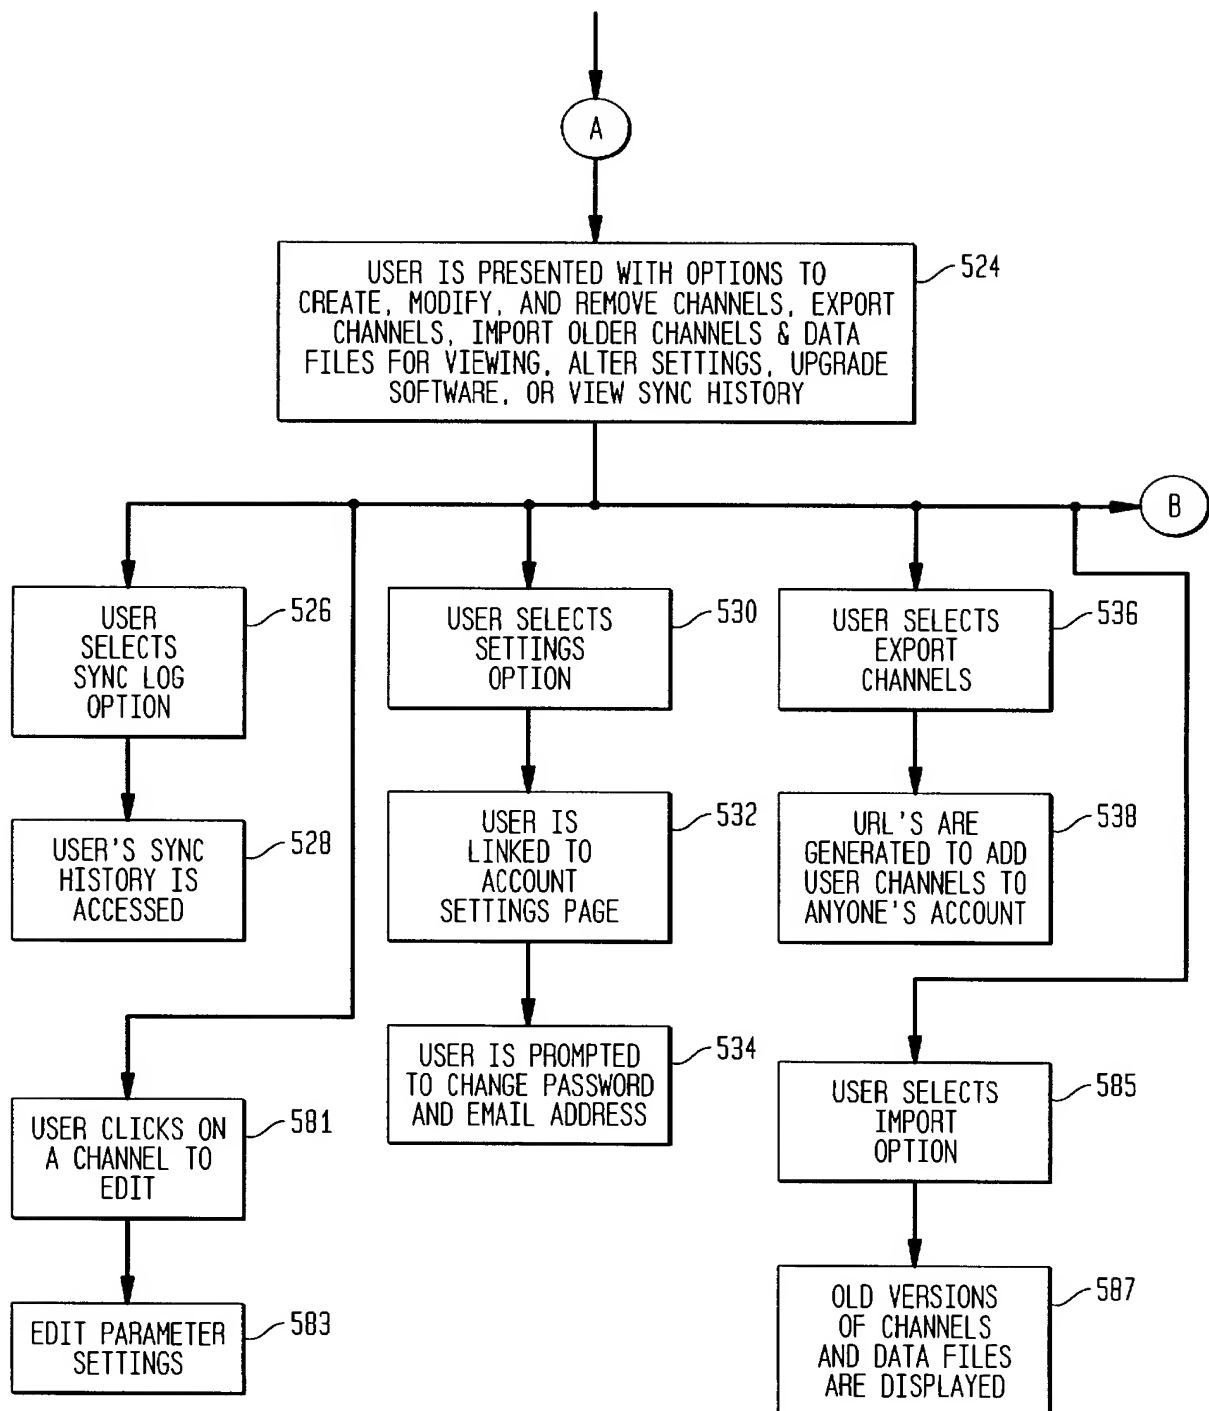 A
USER IS PRESENTED WITH OPTIONS TO
CREATE, MODIFY, AND REMOVE CHANNELS, EXPORT
CHANNELS, IMPORT OLDER CHANNELS & DATA
FILES FOR VIEWING, ALTER SETTINGS, UPGRADE
SOFTWARE, OR VIEW SYNC HISTORY
524
B
USER
SELECTS
SYNC LOG
OPTION
526
USER SELECTS
SETTINGS
OPTION
530
USER SELECTS
EXPORT
CHANNELS
536
USER'S SYNC
HISTORY IS
ACCESSED
528
USER IS
LINKED TO
ACCOUNT
SETTINGS PAGE
532
URL'S ARE
GENERATED TO ADD
USER CHANNELS TO
ANYONE'S ACCOUNT
538
USER CLICKS ON
A CHANNEL TO
EDIT
581
USER IS PROMPTED
TO CHANGE PASSWORD
AND EMAIL ADDRESS
534
USER SELECTS
IMPORT
OPTION
585
EDIT PARAMETER
SETTINGS
583
OLD VERSIONS
OF CHANNELS
AND DATA FILES
ARE DISPLAYED
587